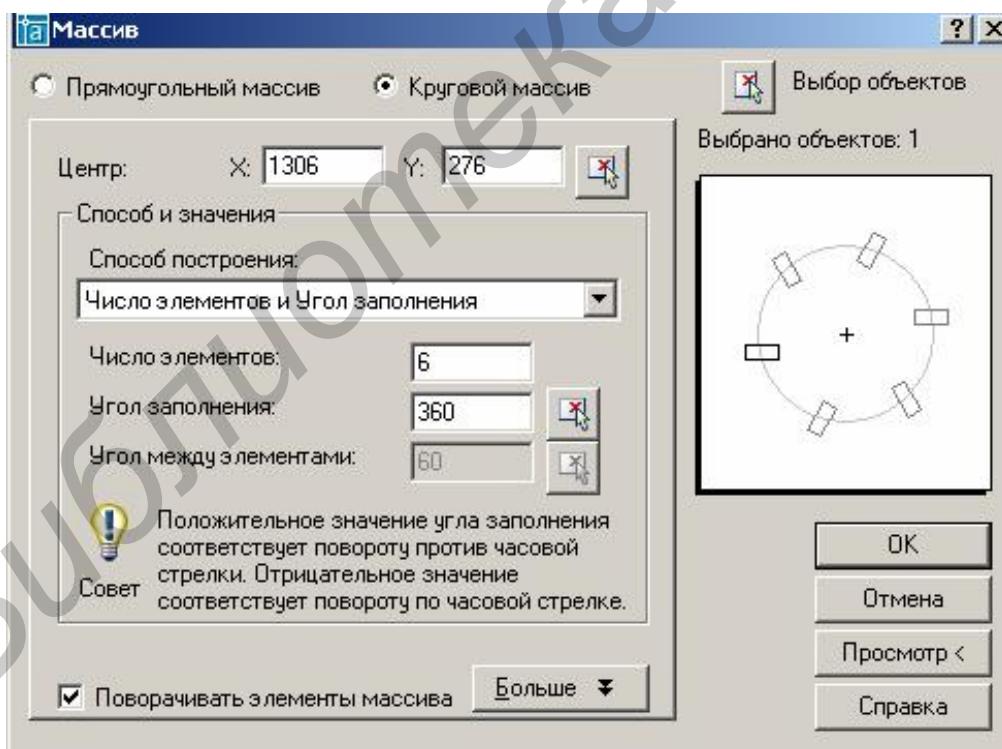 Массив
Прямоугольный массив Круговой массив Выбор объектов
Выбрано объектов: 1
Центр: X: 1306 Y: 276
Способ и значения
Способ построения:
Число элементов и Угол заполнения
Число элементов: 6
Угол заполнения: 360
Угол между элементами: 60
Положительное значение угла заполнения
соответствует повороту против часовой
стрелки. Отрицательное значение
соответствует повороту по часовой стрелке.
Совет
Поворачивать элементы массива
Больше
OK
Отмена
Просмотр <
Справка